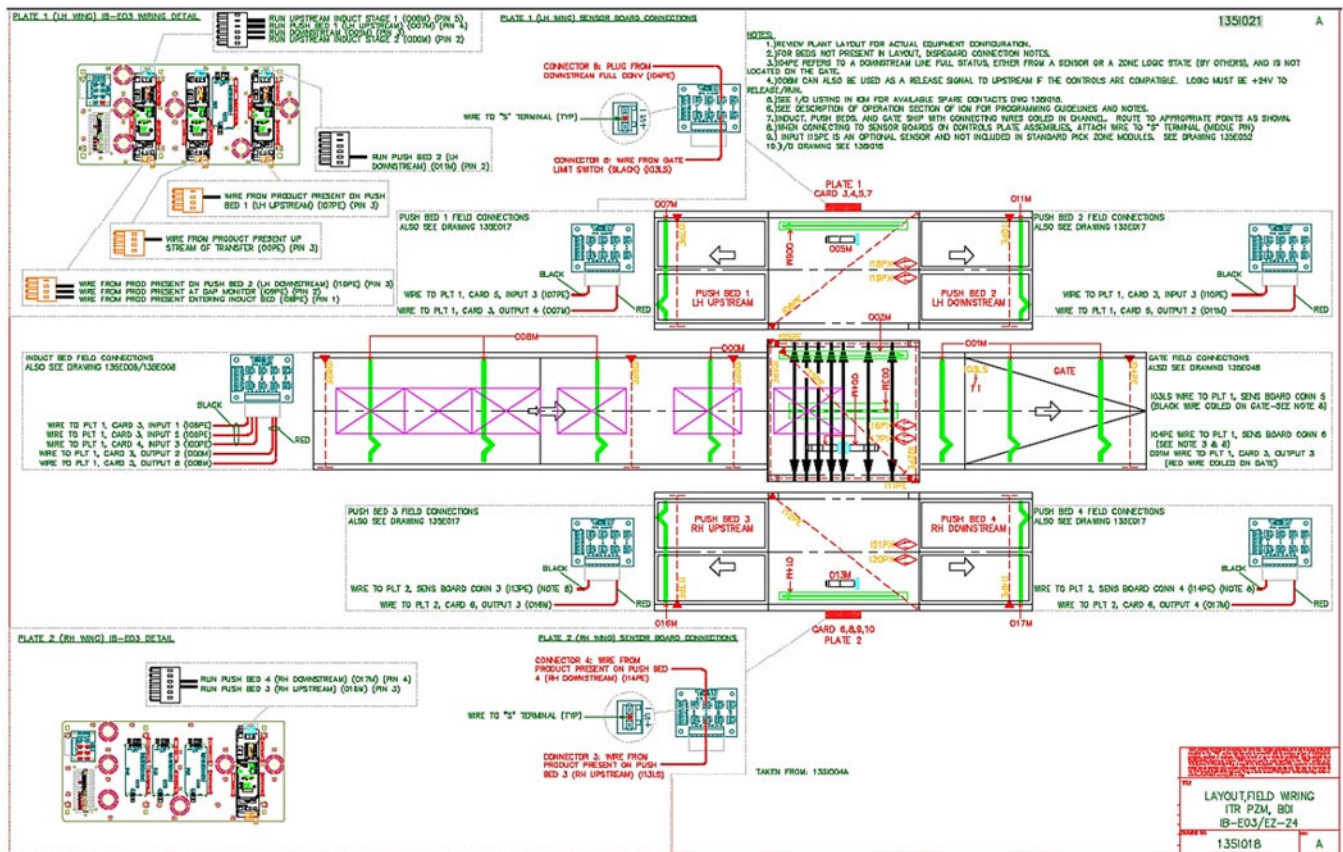 PLATE 1 (LH WING) IB-E03 WIRING DETAIL
RUN UPSTREAM INDUCT STAGE 1 (O08M) (PIN 5)
RUN PUSH BED 1 (LH UPSTREAM) (O07M) (PIN 4)
RUN DOWNSTREAM (O01M) (PIN 3)
RUN UPSTREAM INDUCT STAGE 2 (O00M) (PIN 2)
RUN PUSH BED 2 (LH
DOWNSTREAM) (O11M) (PIN 2)
WIRE FROM PRODUCT PRESENT ON PUSH
BED 1 (LH UPSTREAM) (I07PE) (PIN 3)
WIRE FROM PRODUCT PRESENT UP
STREAM OF TRANSFER (I00PE) (PIN 3)
WIRE FROM PROD PRESENT ON PUSH BED 2 (LH DOWNSTREAM) (I10PE) (PIN 3)
WIRE FROM PROD PRESENT AT GAP MONITOR (I09PE) (PIN 2)
WIRE FROM PROD PRESENT ENTERING INDUCT BED (I08PE) (PIN 1)
PLATE 1 (LH WING) SENSOR BOARD CONNECTIONS
CONNECTOR 5: PLUG FROM
DOWNSTREAM FULL CONV (I04PE)
WIRE TO "S" TERMINAL (TYP)
CONNECTOR 6: WIRE FROM GATE
LIMIT SWITCH (BLACK) (I03LS)
135I021 A
NOTES:
1.)REVIEW PLANT LAYOUT FOR ACTUAL EQUIPMENT CONFIGURATION.
2.)FOR BEDS NOT PRESENT IN LAYOUT, DISREGARD CONNECTION NOTES.
3.)I04PE REFERS TO A DOWNSTREAM LINE FULL STATUS, EITHER FROM A SENSOR OR A ZONE LOGIC STATE (BY OTHERS), AND IS NOT
LOCATED ON THE GATE.
4.)O08M CAN ALSO BE USED AS A RELEASE SIGNAL TO UPSTREAM IF THE CONTROLS ARE COMPATIBLE. LOGIC MUST BE +24V TO
RELEASE/RUN.
5.)SEE I/O LISTING IN IOM FOR AVAILABLE SPARE CONTACTS DWG 135I016.
6.)SEE DESCRIPTION OF OPERATION SECTION OF IOM FOR PROGRAMMING GUIDELINES AND NOTES.
7.)INDUCT, PUSH BEDS, AND GATE SHIP WITH CONNECTING WIRES COILED IN CHANNEL. ROUTE TO APPROPRIATE POINTS AS SHOWN.
8.)WHEN CONNECTING TO SENSOR BOARDS ON CONTROLS PLATE ASSEMBLIES, ATTACH WIRE TO "S" TERMINAL (MIDDLE PIN)
9.) INPUT I15PE IS AN OPTIONAL SENSOR AND NOT INCLUDED IN STANDARD PICK ZONE MODULES. SEE DRAWING 135E052
10.)I/O DRAWING SEE 135I016
PLATE 1
CARD 3,4,5,7
PUSH BED 1 FIELD CONNECTIONS
ALSO SEE DRAWING 135E017
BLACK
WIRE TO PLT 1, CARD 5, INPUT 3 (I07PE)
WIRE TO PLT 1, CARD 3, OUTPUT 4 (O07M)
RED
O07M
O11M
O05M
O06M
I18PX
I19PX
PUSH BED 1
LH UPSTREAM
PUSH BED 2
LH DOWNSTREAM
PUSH BED 2 FIELD CONNECTIONS
ALSO SEE DRAWING 135E017
BLACK
WIRE TO PLT 1, CARD 3, INPUT 3 (I10PE)
WIRE TO PLT 1, CARD 5, OUTPUT 2 (O11M)
RED
INDUCT BED FIELD CONNECTIONS
ALSO SEE DRAWING 135E006/135E008
BLACK
RED
WIRE TO PLT 1, CARD 3, INPUT 1 (I08PE)
WIRE TO PLT 1, CARD 4, INPUT 3 (I00PE)
WIRE TO PLT 1, CARD 3, OUTPUT 2 (O00M)
O08M
O00M
O02M
O04M
O03M
O01M
I03LS
GATE
GATE FIELD CONNECTIONS
ALSO SEE DRAWING 135E048
I03LS WIRE TO PLT 1, SENS BOARD CONN 5
(BLACK WIRE COILED ON GATE-SEE NOTE 8)
I04PE WIRE TO PLT 1, SENS BOARD CONN 6
(SEE NOTE 3 & 8)
O01M WIRE TO PLT 1, CARD 3, OUTPUT 3
(RED WIRE COILED ON GATE)
I11PE
PUSH BED 3 FIELD CONNECTIONS
ALSO SEE DRAWING 135E017
BLACK
WIRE TO PLT 2, SENS BOARD CONN 3 (I13PE) (NOTE 8)
WIRE TO PLT 2, CARD 6, OUTPUT 3 (O16M)
RED
PUSH BED 3
RH UPSTREAM
PUSH BED 4
RH DOWNSTREAM
I12PE
I21PX
I20PX
I13PE
I14PE
O14M
O13M
O16M
O17M
CARD 6,8,9,10
PLATE 2
PUSH BED 4 FIELD CONNECTIONS
ALSO SEE DRAWING 135E017
BLACK
WIRE TO PLT 2, SENS BOARD CONN 4 (I14PE) (NOTE 8)
WIRE TO PLT 2, CARD 6, OUTPUT 4 (O17M)
RED
PLATE 2 (RH WING) IB-E03 DETAIL
RUN PUSH BED 4 (RH DOWNSTREAM) (O17M) (PIN 4)
RUN PUSH BED 3 (RH UPSTREAM) (O16M) (PIN 3)
PLATE 2 (RH WING) SENSOR BOARD CONNECTIONS
CONNECTOR 4: WIRE FROM
PRODUCT PRESENT ON PUSH BED
4 (RH DOWNSTREAM) (I14PE)
WIRE TO "S" TERMINAL (TYP)
CONNECTOR 3: WIRE FROM
PRODUCT PRESENT ON PUSH
BED 3 (RH UPSTREAM) (I13LS)
TAKEN FROM: 135I004A
LAYOUT,FIELD WIRING
ITR PZM, BDI
IB-E03/EZ-24
135I018 A